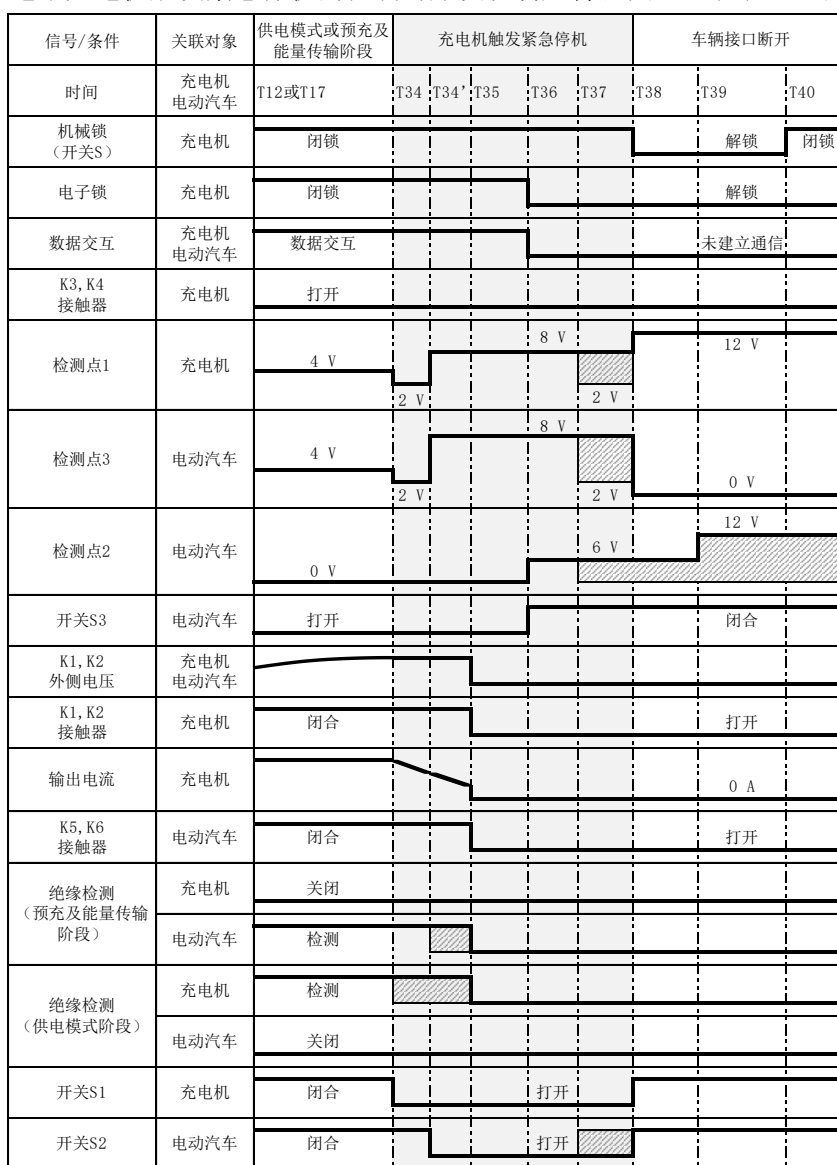 信号/条件 关联对象 供电模式或预充及能量传输阶段 充电机触发紧急停机 车辆接口断开
时间 充电机 电动汽车 T12或T17 T34 T34' T35 T36 T37 T38 T39 T40
机械锁（开关S） 充电机 闭锁 解锁 闭锁
电子锁 充电机 闭锁 解锁
数据交互 充电机 电动汽车 数据交互 未建立通信
K3,K4 接触器 充电机 打开
检测点1 充电机 4 V 2 V 8 V 2 V 12 V
检测点3 电动汽车 4 V 2 V 8 V 2 V 0 V
检测点2 电动汽车 0 V 6 V 12 V
开关S3 电动汽车 打开 闭合
K1,K2 外侧电压 充电机 电动汽车
K1,K2 接触器 充电机 闭合 打开
输出电流 充电机 0 A
K5,K6 接触器 电动汽车 闭合 打开
绝缘检测（预充及能量传输阶段） 充电机 关闭
电动汽车 检测
绝缘检测（供电模式阶段） 充电机 检测
电动汽车 关闭
开关S1 充电机 闭合 打开
开关S2 电动汽车 闭合 打开